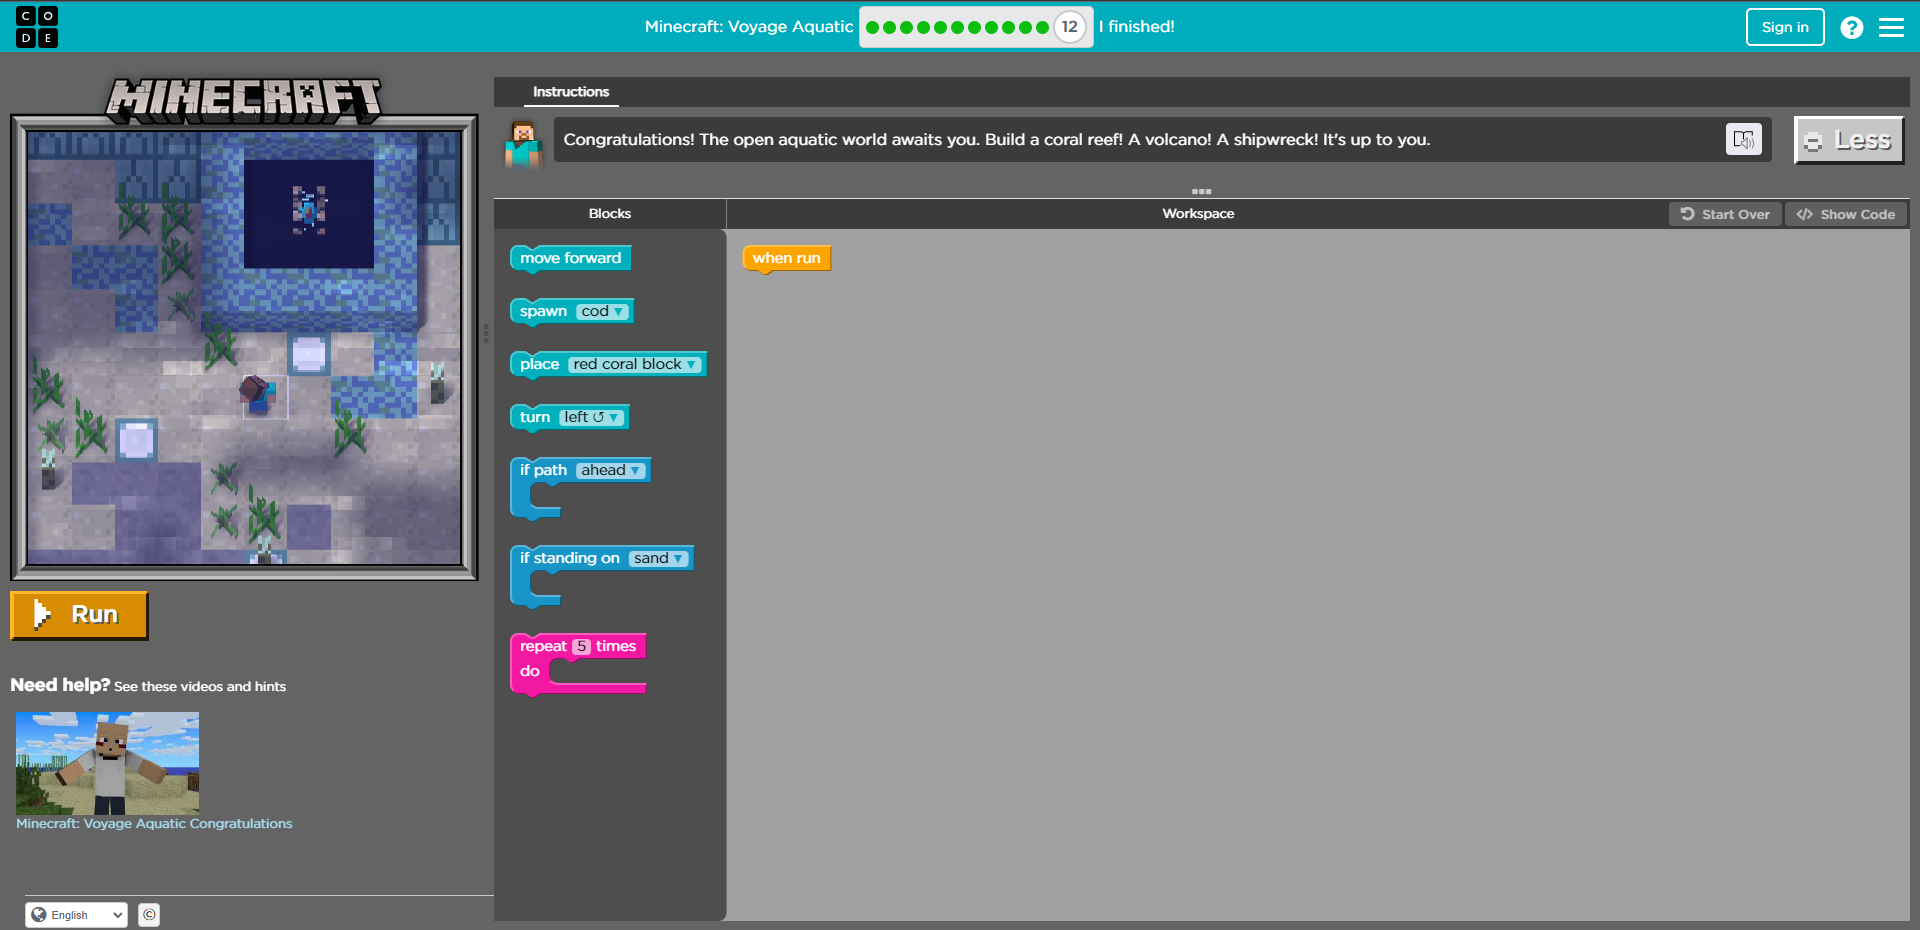 CODE
Minecraft: Voyage Aquatic
12
I finished!
Sign in
?
MINECRAFT
Instructions
Congratulations! The open aquatic world awaits you. Build a coral reef! A volcano! A shipwreck! It's up to you.
Less
Blocks
Workspace
Start Over
</> Show Code
move forward
when run
spawn cod
place red coral block
turn left ↺
if path ahead
if standing on sand
repeat 5 times
do
Run
Need help? See these videos and hints
Minecraft: Voyage Aquatic Congratulations
English
©